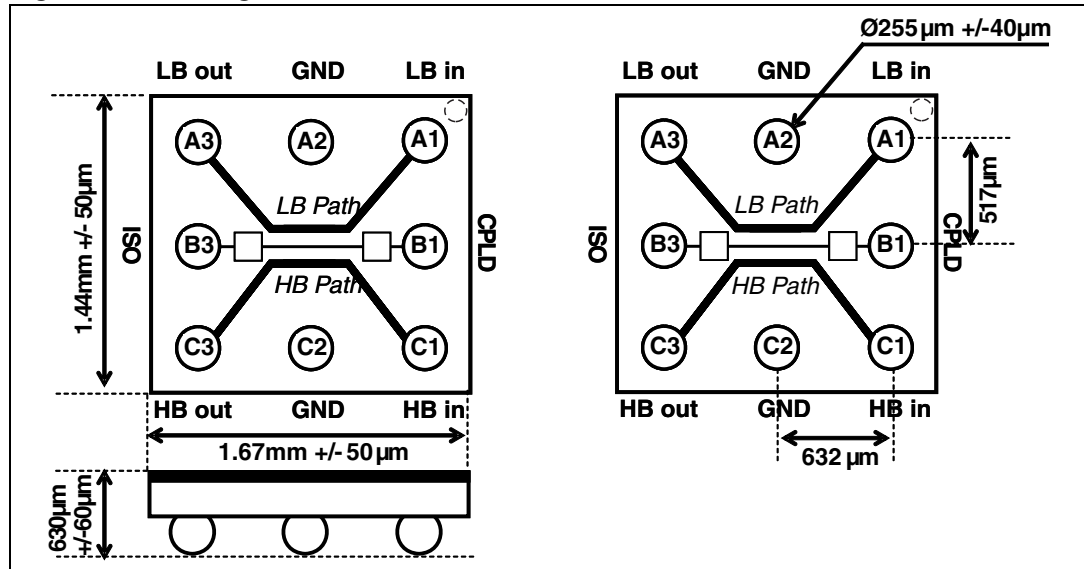 Ø255µm +/-40µm
LB out GND LB in
A3 A2 A1
LB Path
1.44mm +/- 50µm
ISO
B3 B1
CPLD
HB Path
C3 C2 C1
HB out GND HB in
1.67mm +/- 50µm
630µm
+/-60µm
LB out GND LB in
A3 A2 A1
517µm
LB Path
ISO
B3 B1
CPLD
HB Path
C3 C2 C1
HB out GND HB in
632 µm